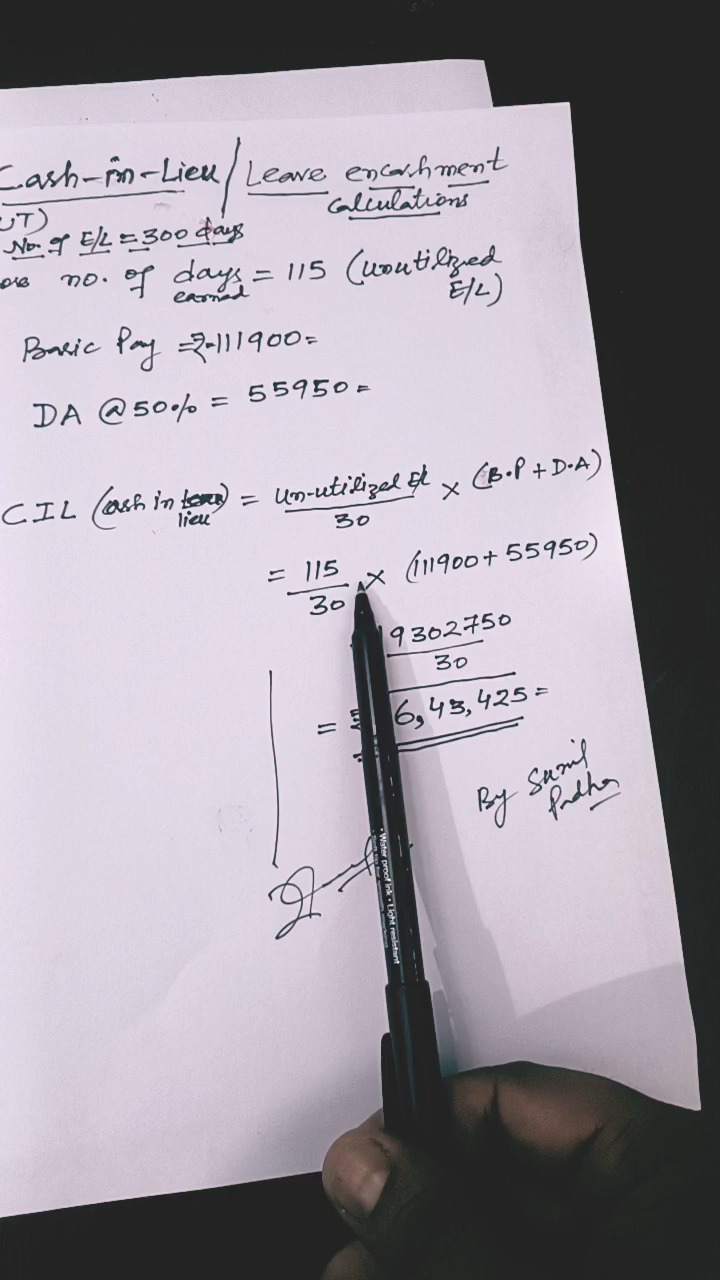 Cash-in-Lieu / Leave encashment
calculations
UT)
No. of E/L = 300 days
no. of days = 115 (unutilized
earned E/L)
Basic Pay = ₹-111900=
DA @50% = 55950=
CIL (Cash in lieu) = Un-utilized E/L × (B.P + D.A)
30
= 115 × (111900 + 55950)
30
19302750
30
= ₹ 6,43,425=
By Sunil
Pradhan
• Water proof ink • Light resistant